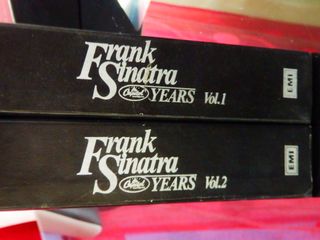 Frank
Sinatra
Capitol YEARS Vol.1
EMI
Frank
Sinatra
Capitol YEARS Vol.2
EMI